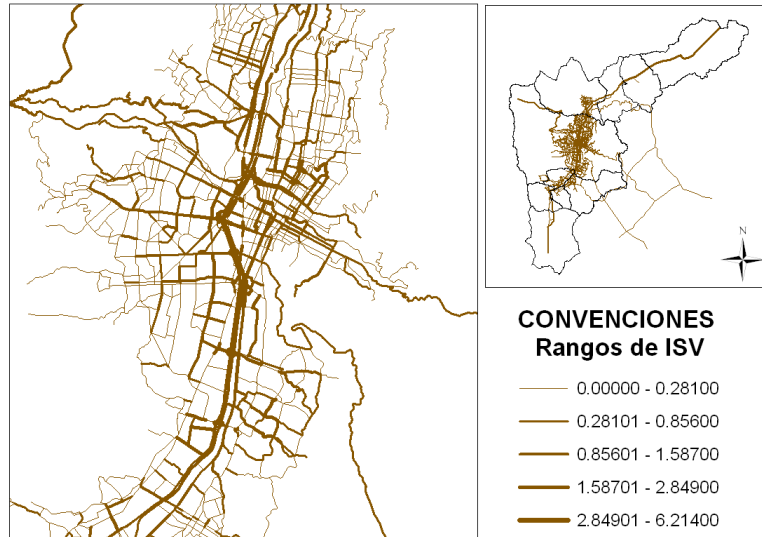 N
CONVENCIONES
Rangos de ISV
0.00000 - 0.28100
0.28101 - 0.85600
0.85601 - 1.58700
1.58701 - 2.84900
2.84901 - 6.21400